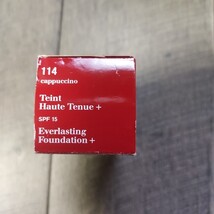 114
cappuccino
Teint
Haute Tenue +
SPF 15
Everlasting
Foundation +